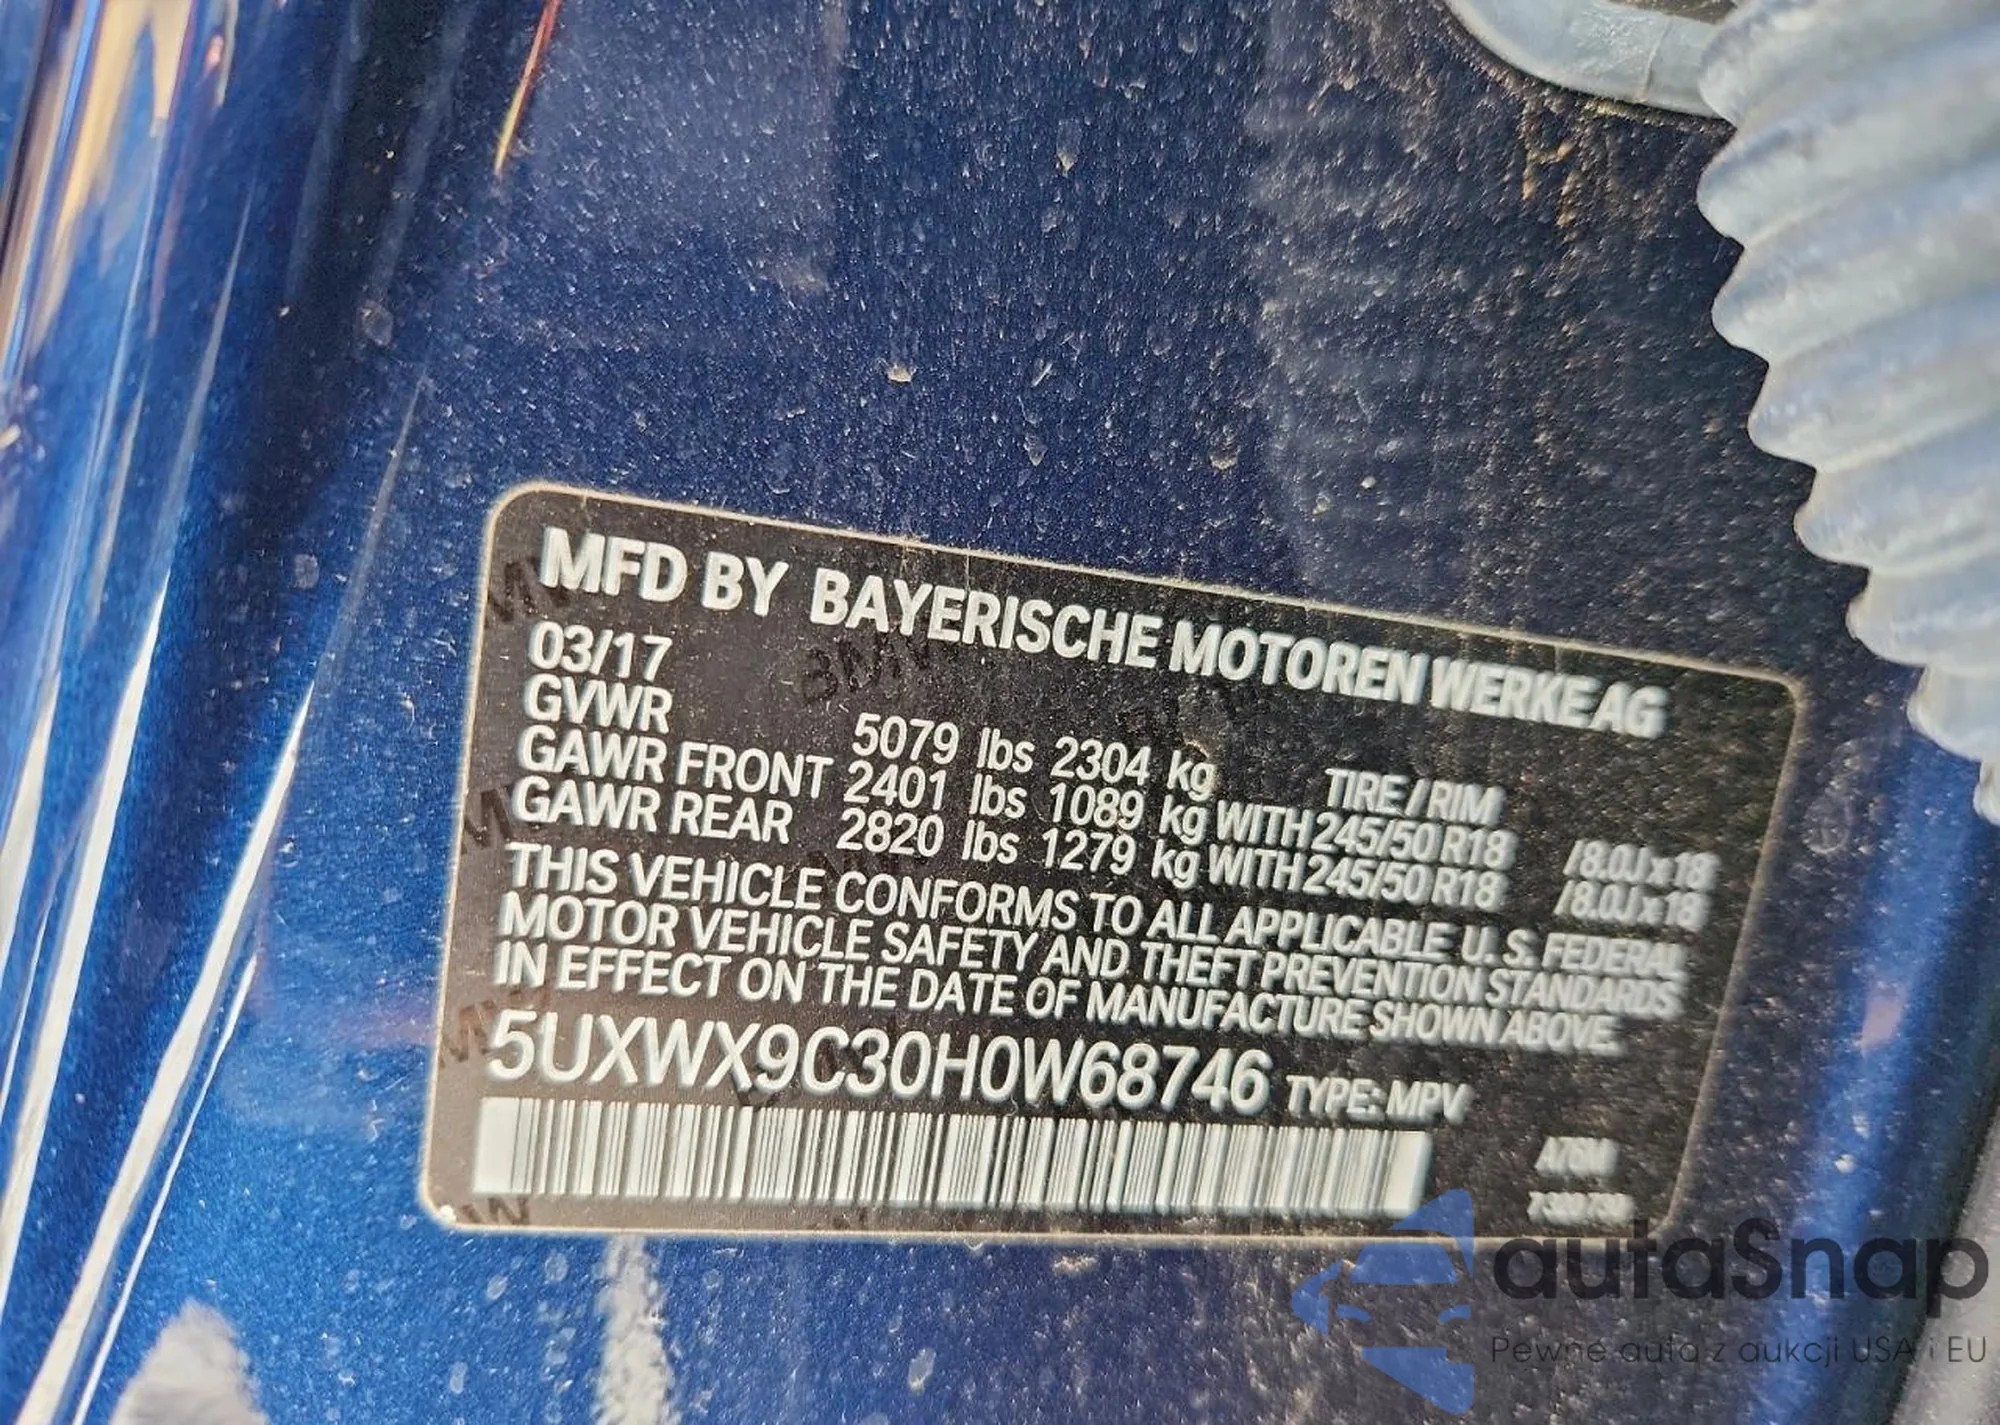 MFD BY BAYERISCHE MOTOREN WERKE AG
03/17
GVWR 5079 lbs 2304 kg TIRE / RIM
GAWR FRONT 2401 lbs 1089 kg WITH 245/50 R18 /8.0J x 18
GAWR REAR 2820 lbs 1279 kg WITH 245/50 R18 /8.0J x 18
THIS VEHICLE CONFORMS TO ALL APPLICABLE U. S. FEDERAL
MOTOR VEHICLE SAFETY AND THEFT PREVENTION STANDARDS
IN EFFECT ON THE DATE OF MANUFACTURE SHOWN ABOVE.
5UXWX9C30H0W68746 TYPE: MPV
autaSnap
Pewne auta z aukcji USA i EU